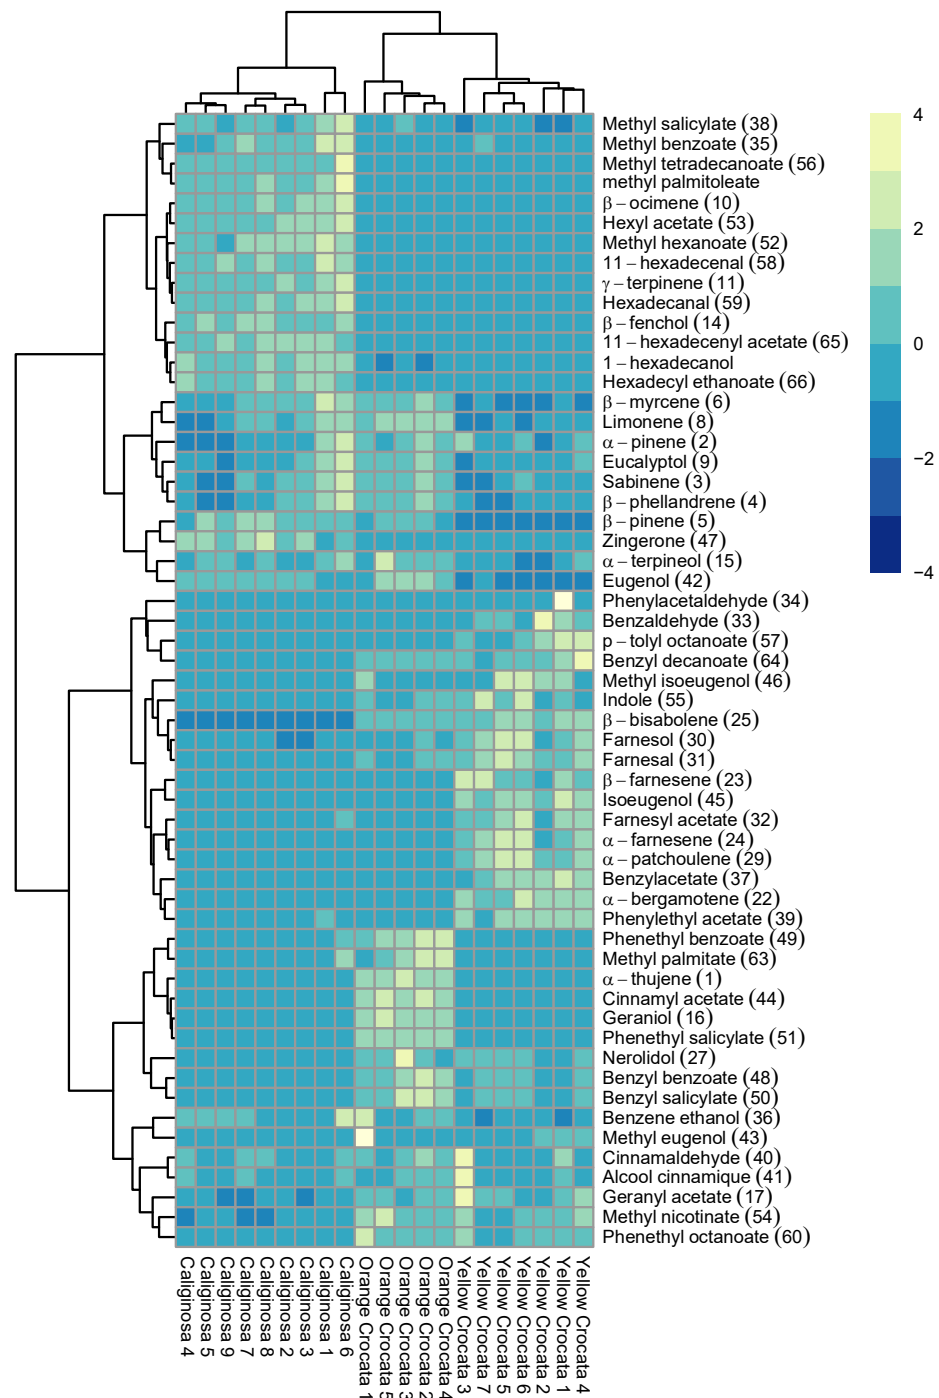 Methyl salicylate (38)
Methyl benzoate (35)
Methyl tetradecanoate (56)
methyl palmitoleate
β − ocimene (10)
Hexyl acetate (53)
Methyl hexanoate (52)
11 − hexadecenal (58)
γ − terpinene (11)
Hexadecanal (59)
β − fenchol (14)
11 − hexadecenyl acetate (65)
1 − hexadecanol
Hexadecyl ethanoate (66)
β − myrcene (6)
Limonene (8)
α − pinene (2)
Eucalyptol (9)
Sabinene (3)
β − phellandrene (4)
β − pinene (5)
Zingerone (47)
α − terpineol (15)
Eugenol (42)
Phenylacetaldehyde (34)
Benzaldehyde (33)
p − tolyl octanoate (57)
Benzyl decanoate (64)
Methyl isoeugenol (46)
Indole (55)
β − bisabolene (25)
Farnesol (30)
Farnesal (31)
β − farnesene (23)
Isoeugenol (45)
Farnesyl acetate (32)
α − farnesene (24)
α − patchoulene (29)
Benzylacetate (37)
α − bergamotene (22)
Phenylethyl acetate (39)
Phenethyl benzoate (49)
Methyl palmitate (63)
α − thujene (1)
Cinnamyl acetate (44)
Geraniol (16)
Phenethyl salicylate (51)
Nerolidol (27)
Benzyl benzoate (48)
Benzyl salicylate (50)
Benzene ethanol (36)
Methyl eugenol (43)
Cinnamaldehyde (40)
Alcool cinnamique (41)
Geranyl acetate (17)
Methyl nicotinate (54)
Phenethyl octanoate (60)
4
2
0
−2
−4
Caliginosa 4
Caliginosa 5
Caliginosa 9
Caliginosa 7
Caliginosa 8
Caliginosa 2
Caliginosa 3
Caliginosa 1
Caliginosa 6
Orange Crocata 1
Orange Crocata 5
Orange Crocata 3
Orange Crocata 2
Orange Crocata 4
Yellow Crocata 3
Yellow Crocata 7
Yellow Crocata 5
Yellow Crocata 6
Yellow Crocata 2
Yellow Crocata 1
Yellow Crocata 4